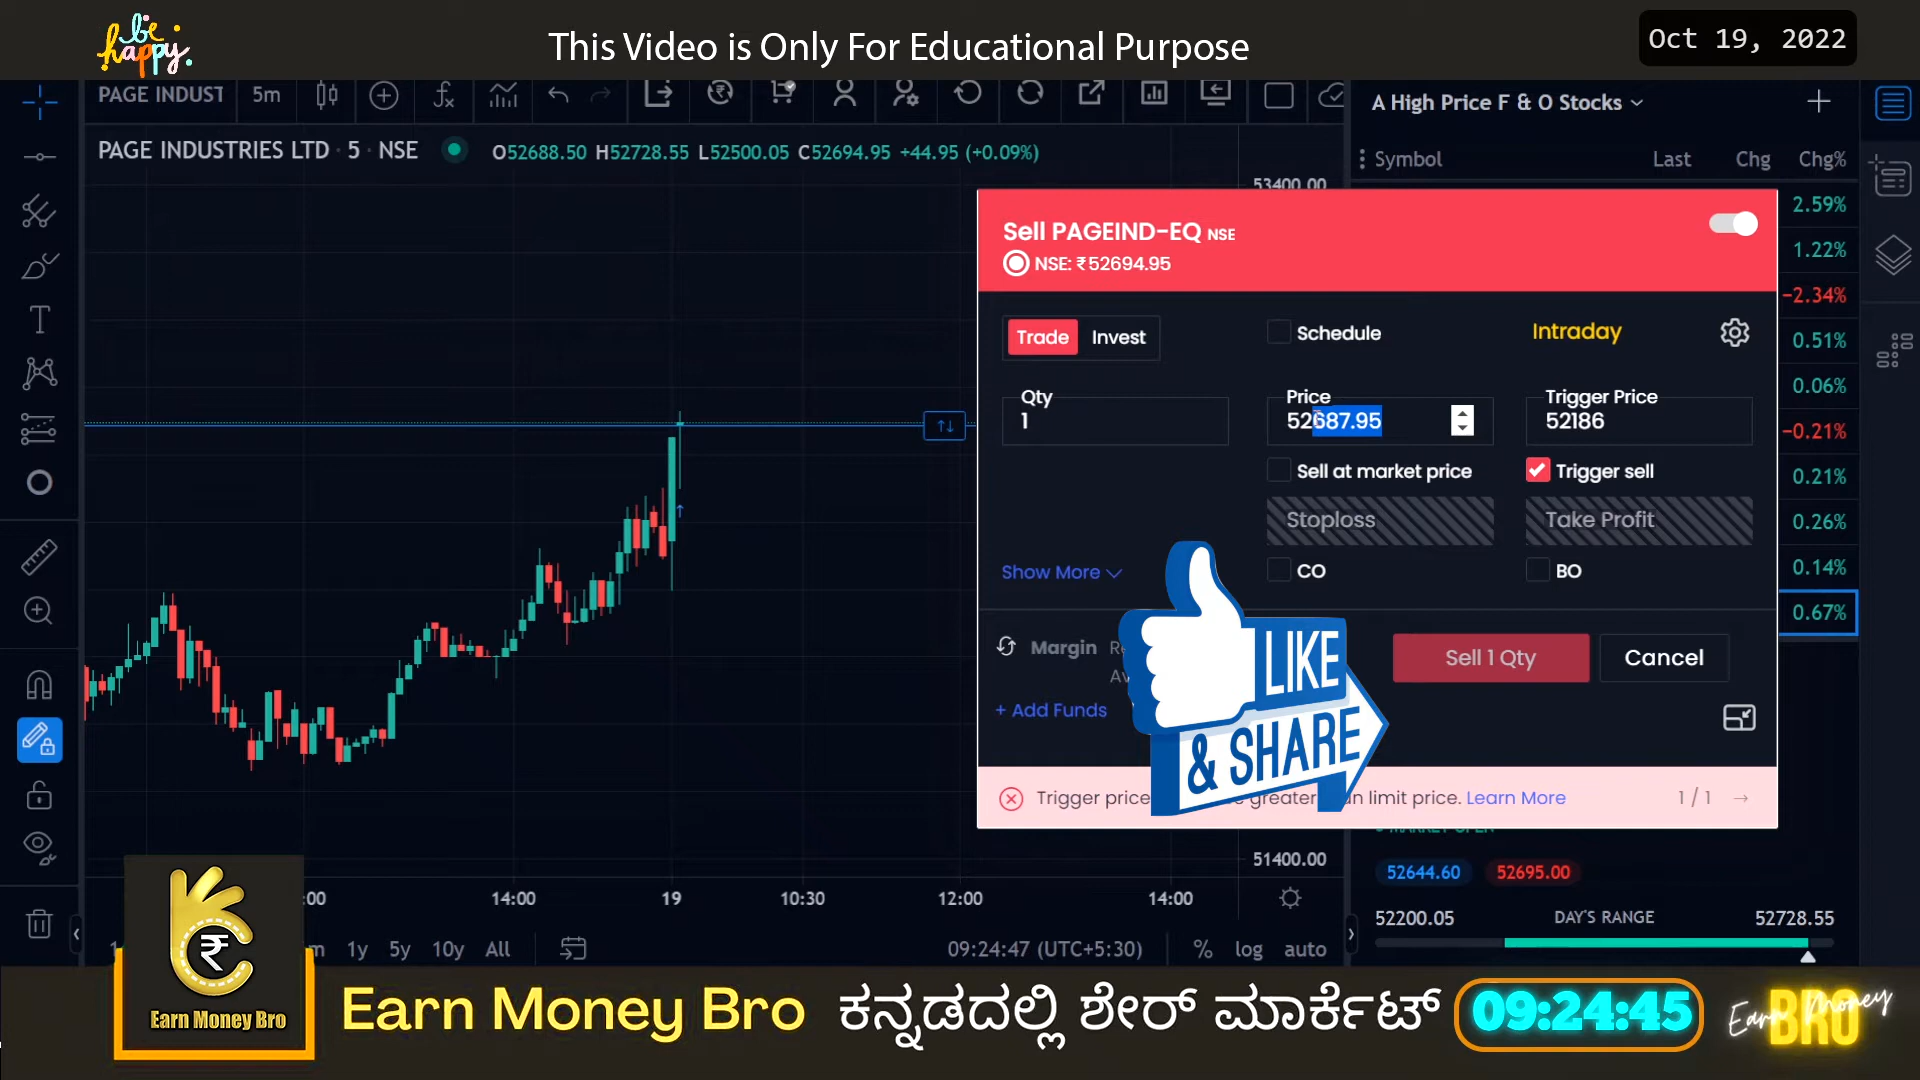 be
happy.
This Video is Only For Educational Purpose
Oct 19, 2022
PAGE INDUST
5m
A High Price F & O Stocks
PAGE INDUSTRIES LTD · 5 · NSE
O52688.50 H52728.55 L52500.05 C52694.95 +44.95 (+0.09%)
Symbol Last Chg Chg%
53400.00
2.59%
1.22%
−2.34%
0.51%
0.06%
−0.21%
0.21%
0.26%
0.14%
0.67%
Sell PAGEIND-EQ NSE
NSE: ₹52694.95
Trade Invest
Schedule
Intraday
Qty
1
Price
52687.95
Trigger Price
52186
Sell at market price
Trigger sell
Stoploss
Take Profit
Show More
CO
BO
Margin
+ Add Funds
Sell 1 Qty
Cancel
LIKE
& SHARE
Trigger price greater limit price. Learn More
1 / 1
MARKET OPEN
51400.00
52644.60 52695.00
52200.05 DAY'S RANGE 52728.55
:00 14:00 19 10:30 12:00 14:00
1y 5y 10y All
09:24:47 (UTC+5:30)
% log auto
₹
Earn Money Bro
Earn Money Bro ಕನ್ನಡದಲ್ಲಿ ಶೇರ್ ಮಾರ್ಕೆಟ್
09:24:45
Earn Money
BRO